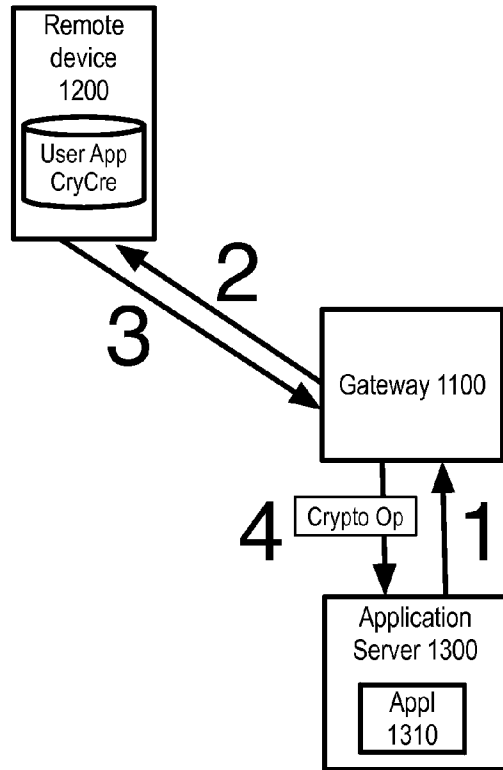 Remote
device
1200
User App
CryCre
2
3
Gateway 1100
4
Crypto Op
1
Application
Server 1300
Appl
1310